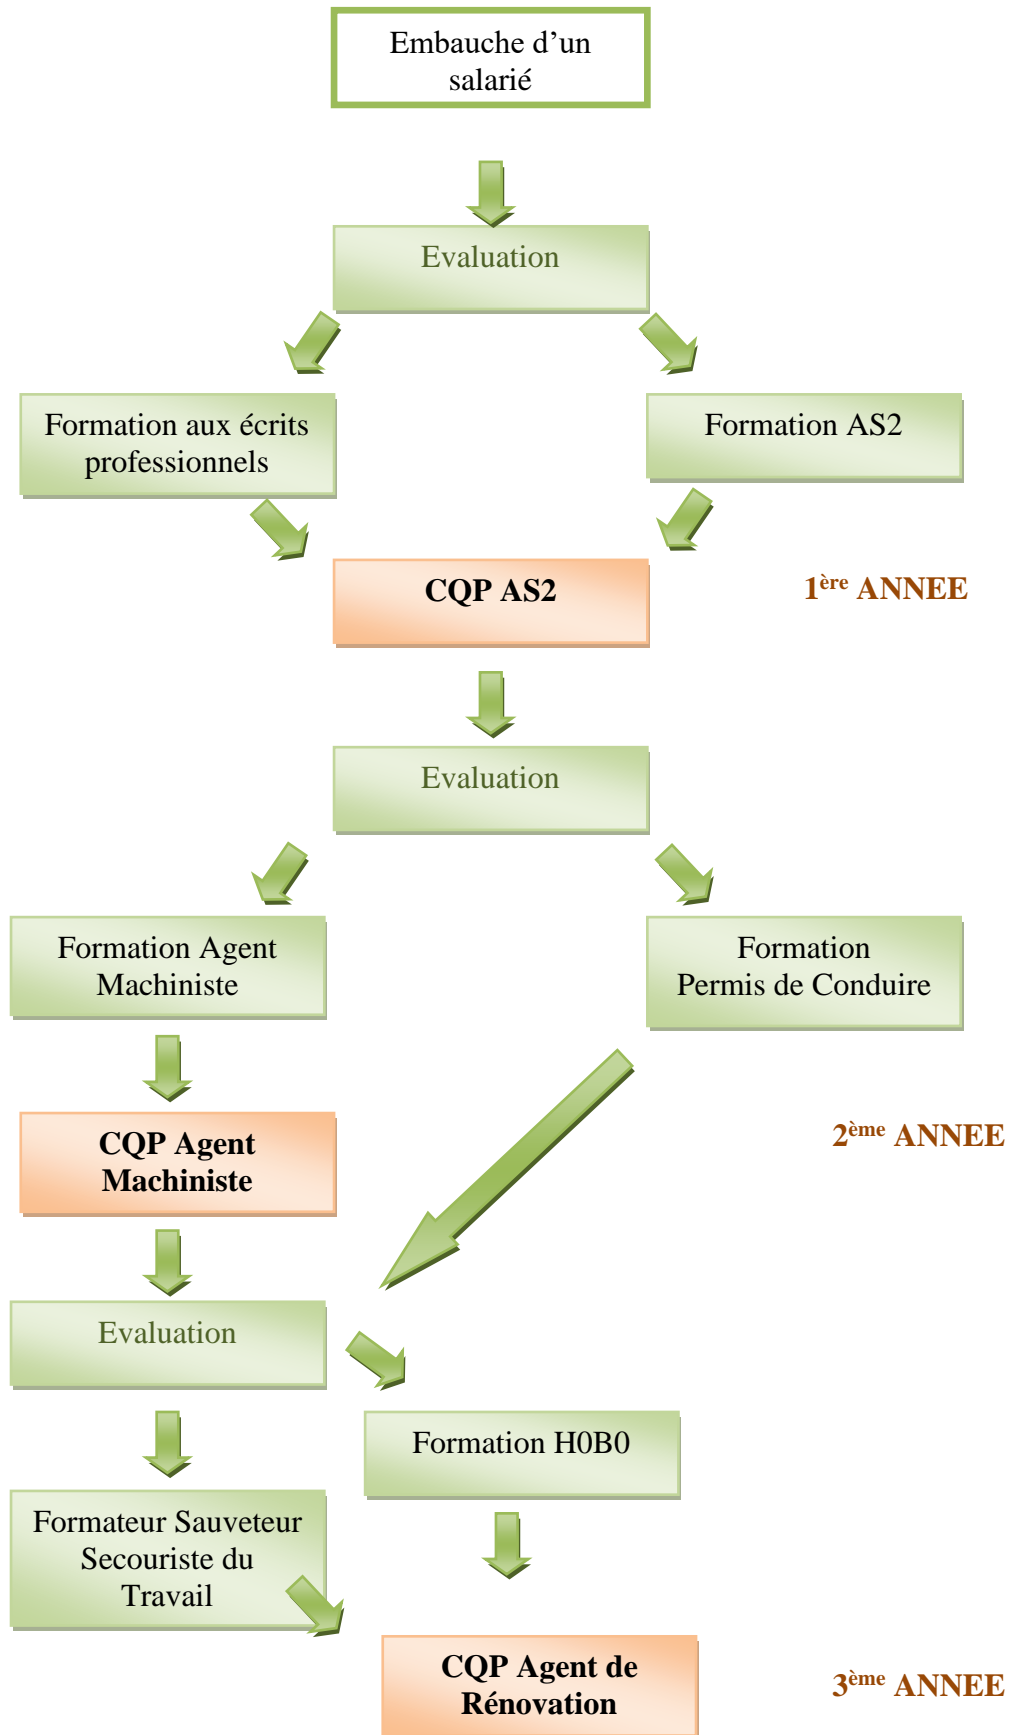 Embauche d’un
salarié
Evaluation
Formation aux écrits
professionnels
Formation AS2
CQP AS2
1ère ANNEE
Evaluation
Formation Agent
Machiniste
Formation
Permis de Conduire
CQP Agent
Machiniste
2ème ANNEE
Evaluation
Formation H0B0
Formateur Sauveteur
Secouriste du
Travail
CQP Agent de
Rénovation
3ème ANNEE